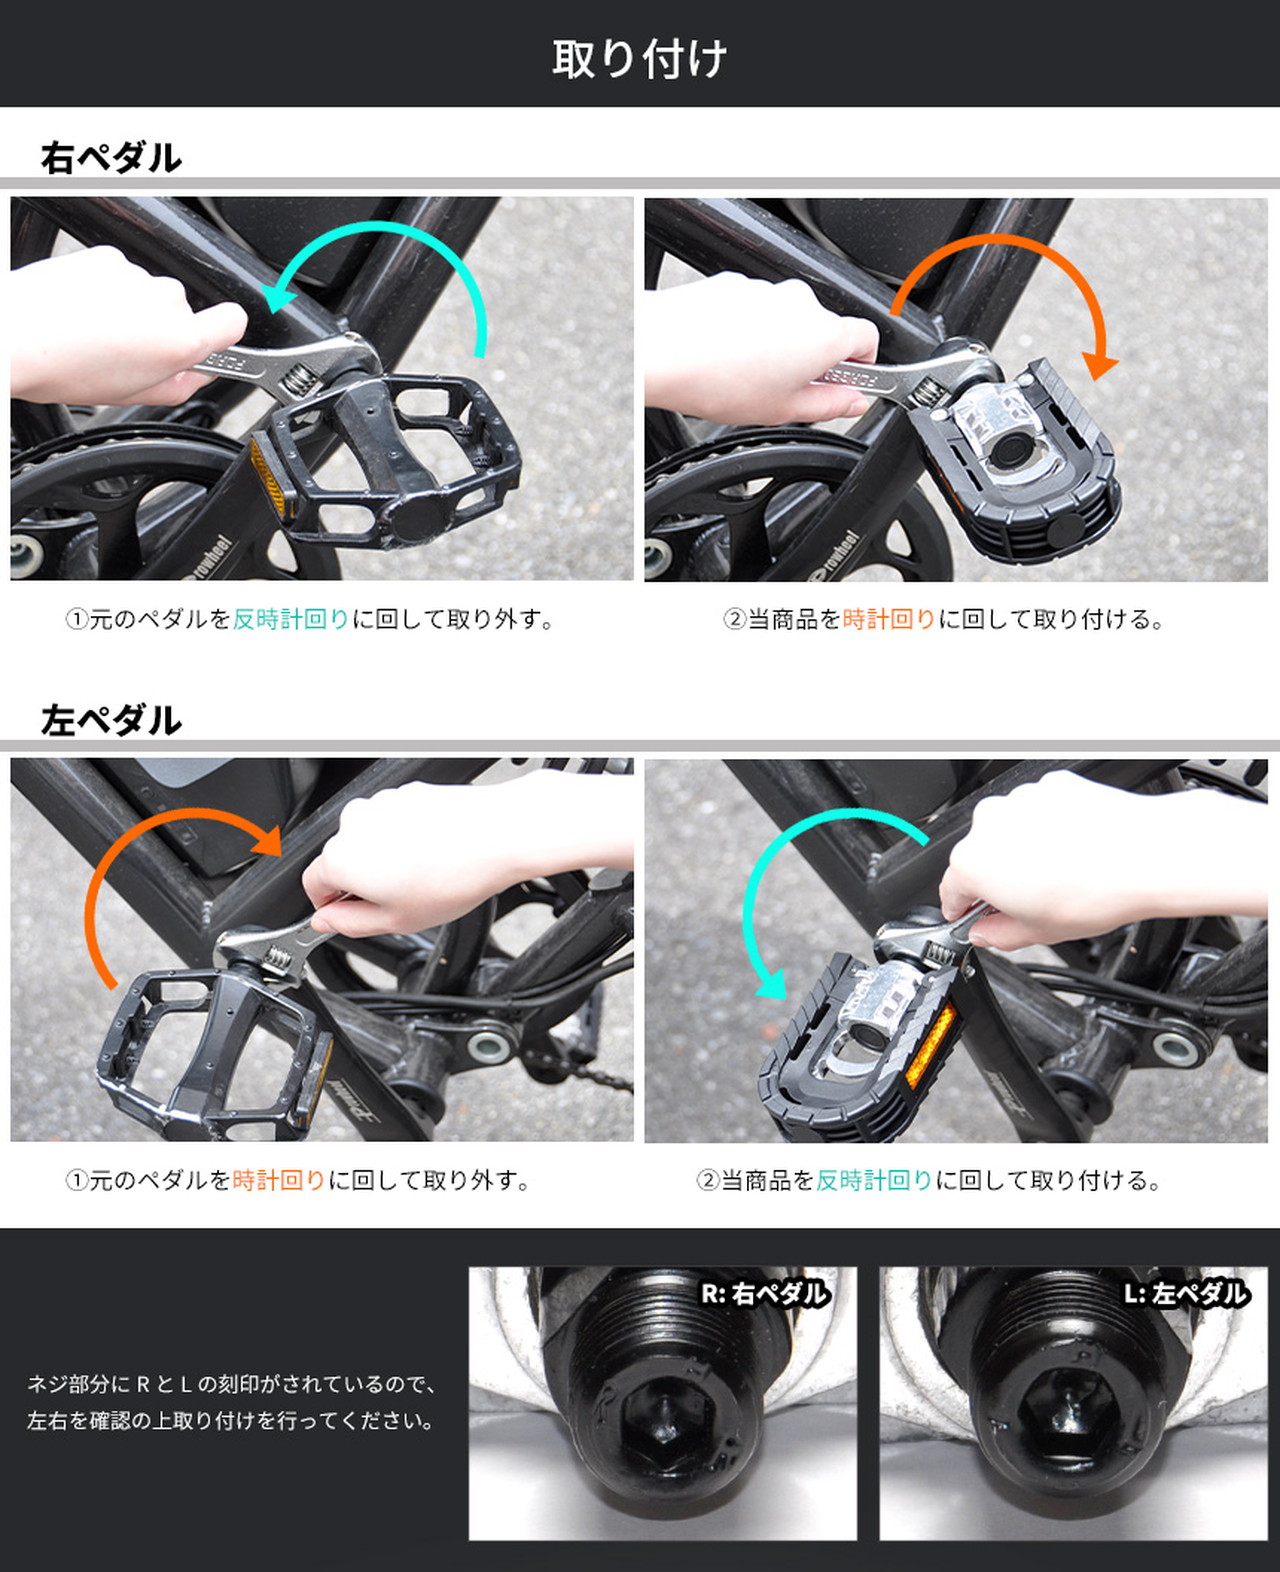 取り付け
右ペダル
①元のペダルを反時計回りに回して取り外す。
②当商品を時計回りに回して取り付ける。
rowheel
rowheel
左ペダル
①元のペダルを時計回りに回して取り外す。
②当商品を反時計回りに回して取り付ける。
ネジ部分に R と L の刻印がされているので、
左右を確認の上取り付けを行ってください。
R: 右ペダル
L: 左ペダル